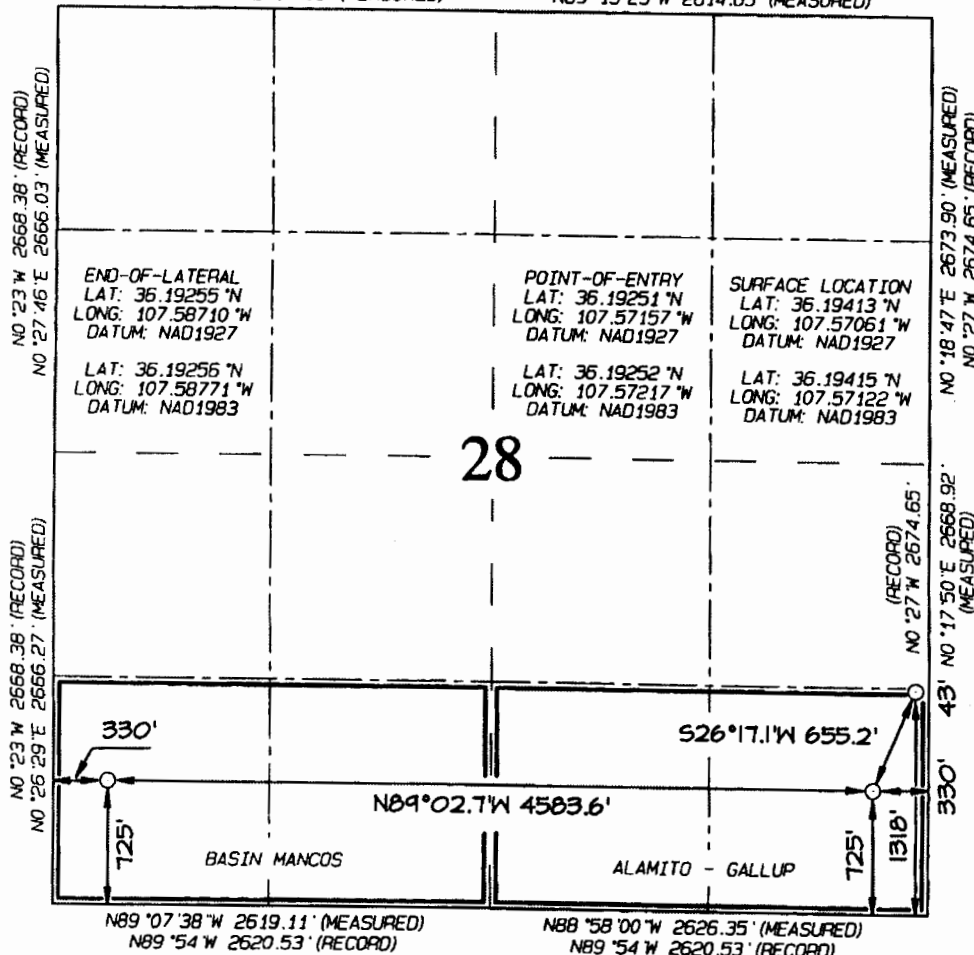 N0°23'W 2668.38' (RECORD)
N0°27'46"E 2666.03' (MEASURED)
N0°18'47"E 2673.90' (MEASURED)
N0°27'W 2674.65' (RECORD)
END-OF-LATERAL
LAT: 36.19255°N
LONG: 107.58710°W
DATUM: NAD1927
LAT: 36.19256°N
LONG: 107.58771°W
DATUM: NAD1983
POINT-OF-ENTRY
LAT: 36.19251°N
LONG: 107.57157°W
DATUM: NAD1927
LAT: 36.19252°N
LONG: 107.57217°W
DATUM: NAD1983
SURFACE LOCATION
LAT: 36.19413°N
LONG: 107.57061°W
DATUM: NAD1927
LAT: 36.19415°N
LONG: 107.57122°W
DATUM: NAD1983
28
N0°23'W 2668.38' (RECORD)
N0°26'29"E 2666.27' (MEASURED)
(RECORD)
N0°27'W 2674.65'
N0°17'50"E 2668.92'
(MEASURED)
43'
330'
S26°17.1'W 655.2'
330'
N89°02.7'W 4583.6'
725'
BASIN MANCOS
ALAMITO - GALLUP
725'
1318'
N89°07'38"W 2619.11' (MEASURED)
N89°54'W 2620.53' (RECORD)
N88°58'00"W 2626.35' (MEASURED)
N89°54'W 2620.53' (RECORD)